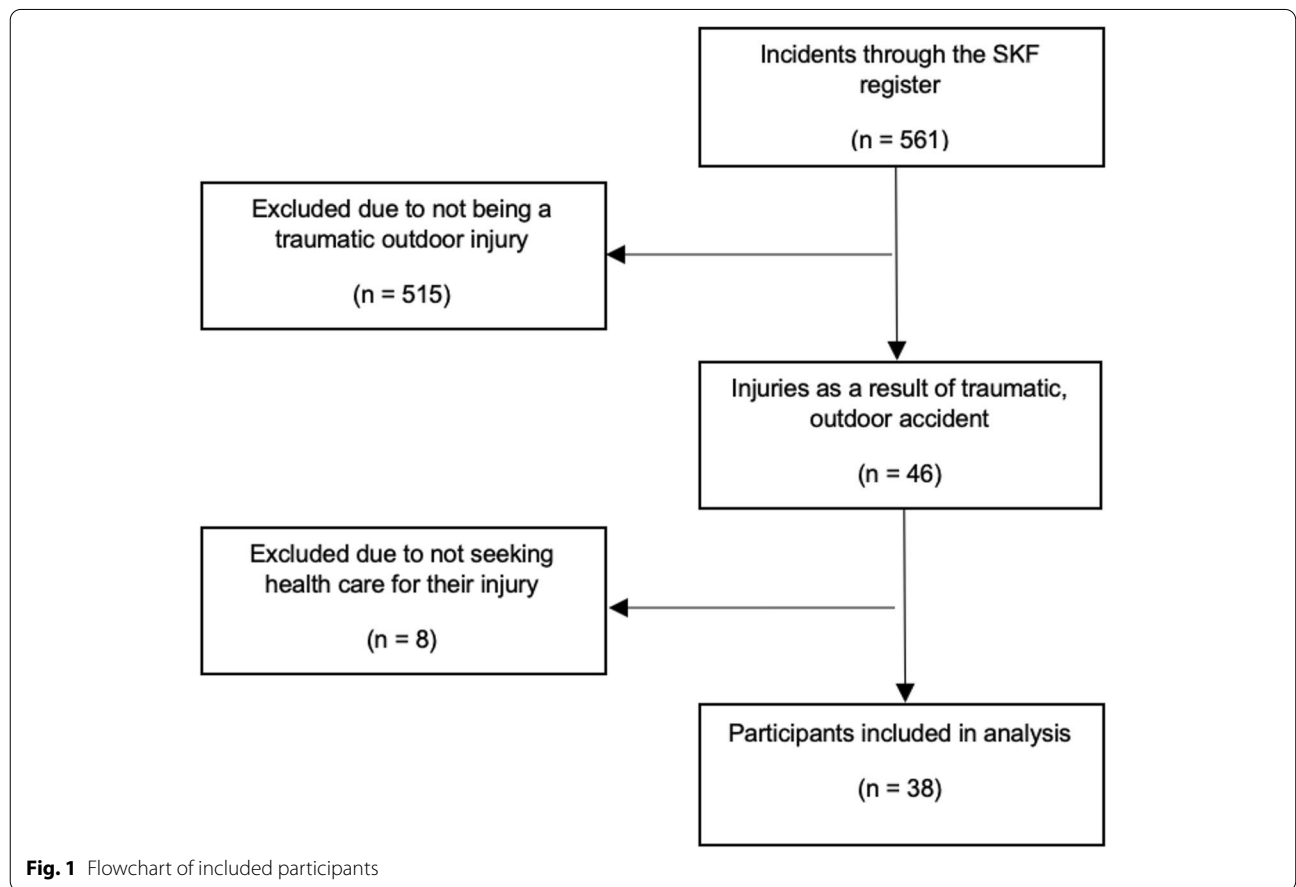 Incidents through the SKF
register
(n = 561)
Excluded due to not being a
traumatic outdoor injury
(n = 515)
Injuries as a result of traumatic,
outdoor accident
(n = 46)
Excluded due to not seeking
health care for their injury
(n = 8)
Participants included in analysis
(n = 38)
Fig. 1 Flowchart of included participants